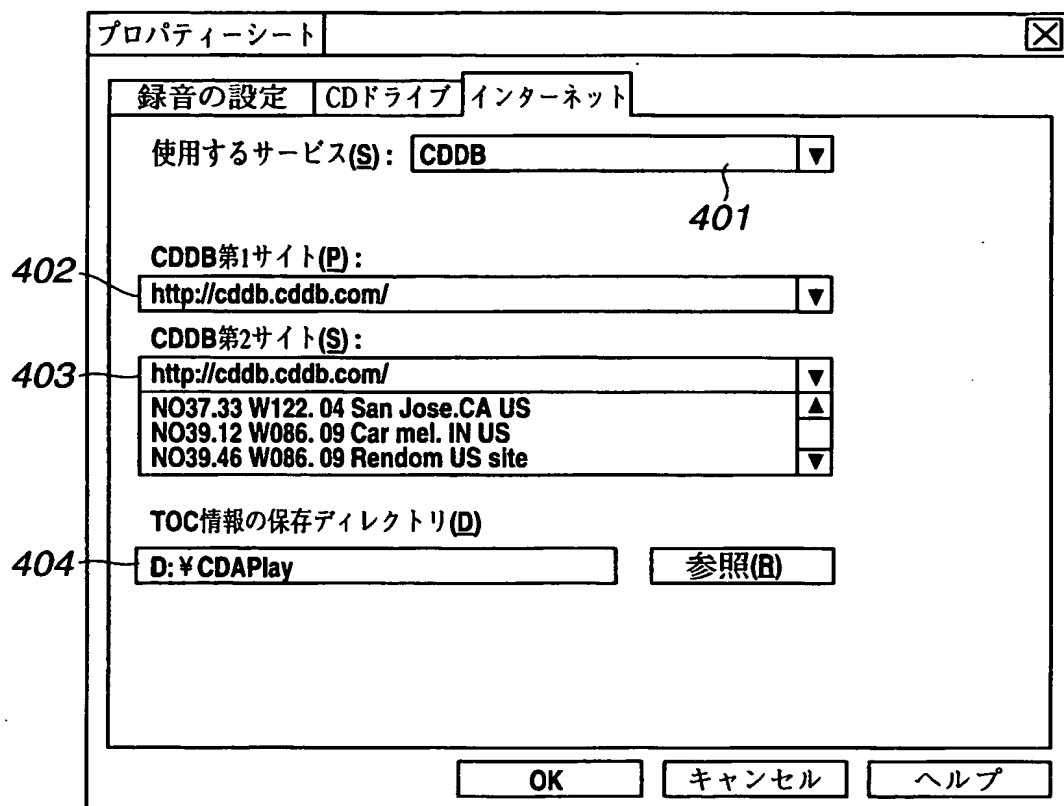 プロパティーシート
録音の設定 CDドライブ インターネット
使用するサービス(S): CDDB ▼
401
CDDB第1サイト(P):
402 http://cddb.cddb.com/ ▼
CDDB第2サイト(S):
403 http://cddb.cddb.com/ ▼
NO37.33 W122. 04 San Jose.CA US ▲
NO39.12 W086. 09 Car mel. IN US
NO39.46 W086. 09 Rendom US site ▼
TOC情報の保存ディレクトリ(D)
404 D:¥CDAPlay 参照(R)
OK キャンセル ヘルプ